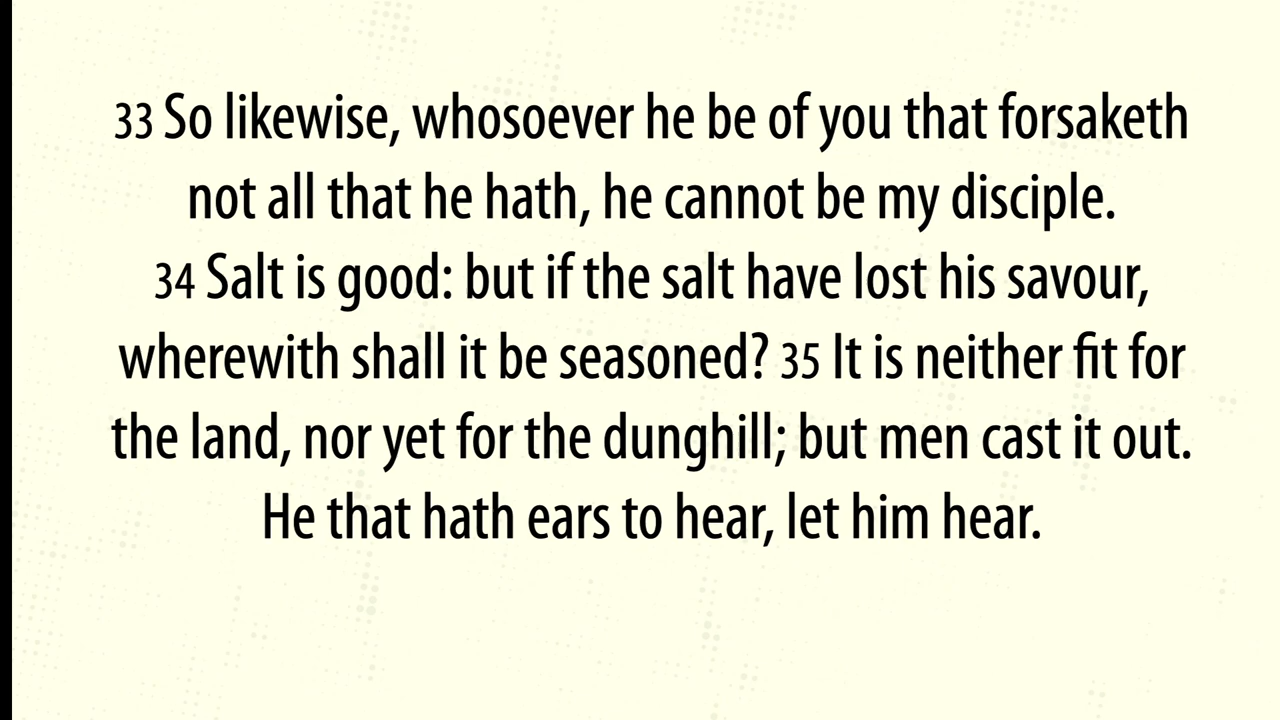 33 So likewise, whosoever he be of you that forsaketh
not all that he hath, he cannot be my disciple.
34 Salt is good: but if the salt have lost his savour,
wherewith shall it be seasoned? 35 It is neither fit for
the land, nor yet for the dunghill; but men cast it out.
He that hath ears to hear, let him hear.